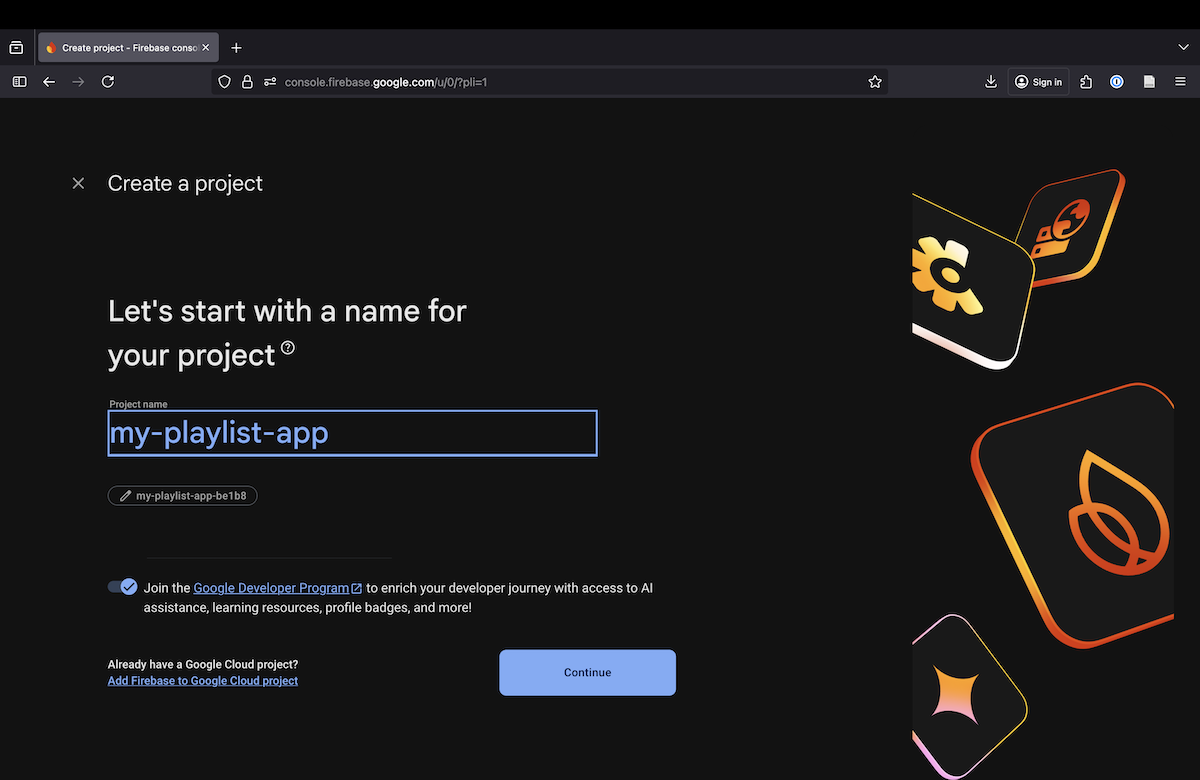 Create project - Firebase conso
console.firebase.google.com/u/0/?pli=1
Sign in
Create a project
Let's start with a name for
your project
Project name
my-playlist-app
my-playlist-app-be1b8
Join the Google Developer Program to enrich your developer journey with access to AI
assistance, learning resources, profile badges, and more!
Already have a Google Cloud project?
Add Firebase to Google Cloud project
Continue